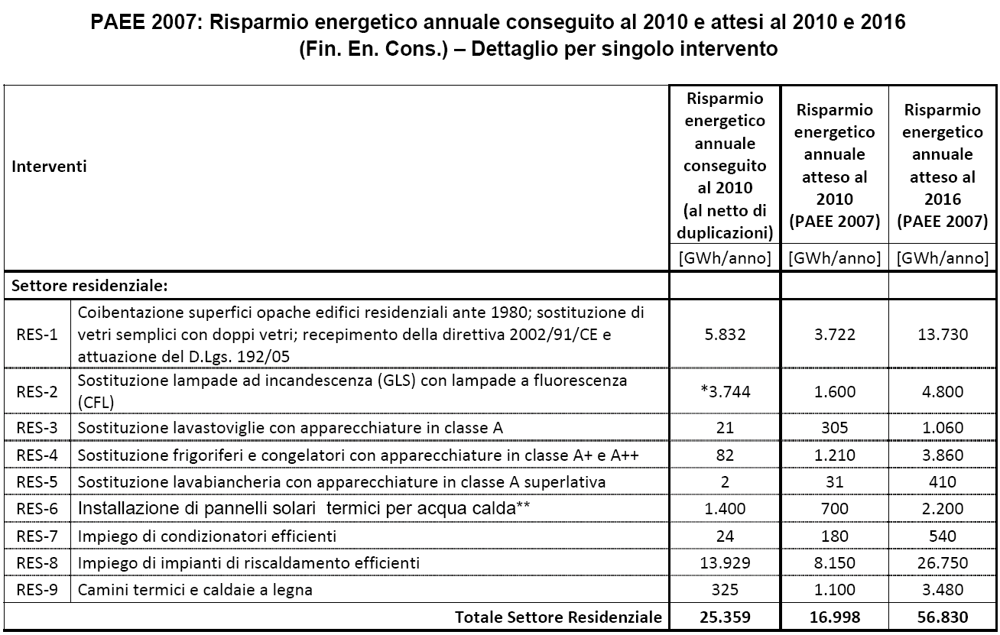 PAEE 2007: Risparmio energetico annuale conseguito al 2010 e attesi al 2010 e 2016
(Fin. En. Cons.) – Dettaglio per singolo intervento
Interventi
Risparmio
energetico
annuale
conseguito
al 2010
(al netto di
duplicazioni)
Risparmio
energetico
annuale
atteso al
2010
(PAEE 2007)
Risparmio
energetico
annuale
atteso al
2016
(PAEE 2007)
[GWh/anno] [GWh/anno] [GWh/anno]
Settore residenziale:
RES-1 Coibentazione superfici opache edifici residenziali ante 1980; sostituzione di
vetri semplici con doppi vetri; recepimento della direttiva 2002/91/CE e
attuazione del D.Lgs. 192/05
5.832 3.722 13.730
RES-2 Sostituzione lampade ad incandescenza (GLS) con lampade a fluorescenza
(CFL)
*3.744 1.600 4.800
RES-3 Sostituzione lavastoviglie con apparecchiature in classe A 21 305 1.060
RES-4 Sostituzione frigoriferi e congelatori con apparecchiature in classe A+ e A++ 82 1.210 3.860
RES-5 Sostituzione lavabiancheria con apparecchiature in classe A superlativa 2 31 410
RES-6 Installazione di pannelli solari termici per acqua calda** 1.400 700 2.200
RES-7 Impiego di condizionatori efficienti 24 180 540
RES-8 Impiego di impianti di riscaldamento efficienti 13.929 8.150 26.750
RES-9 Camini termici e caldaie a legna 325 1.100 3.480
Totale Settore Residenziale 25.359 16.998 56.830